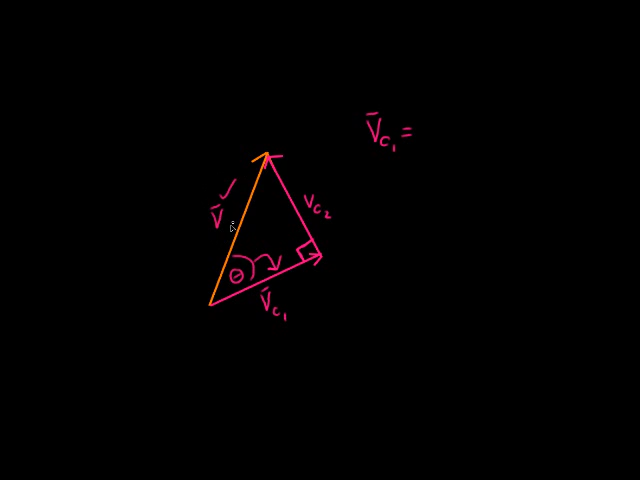 V̅c₁ =
V̅ ✓
Vc₂
θ
V̅c₁